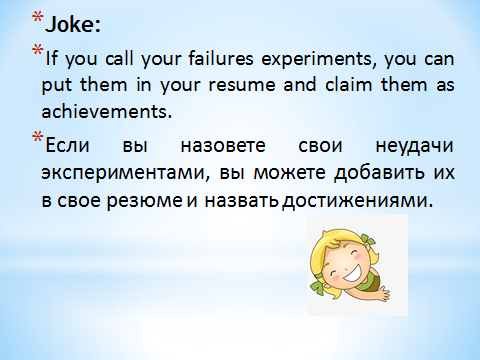 *Joke:
*If you call your failures experiments, you can
put them in your resume and claim them as
achievements.
*Если вы назовете свои неудачи
экспериментами, вы можете добавить их
в свое резюме и назвать достижениями.